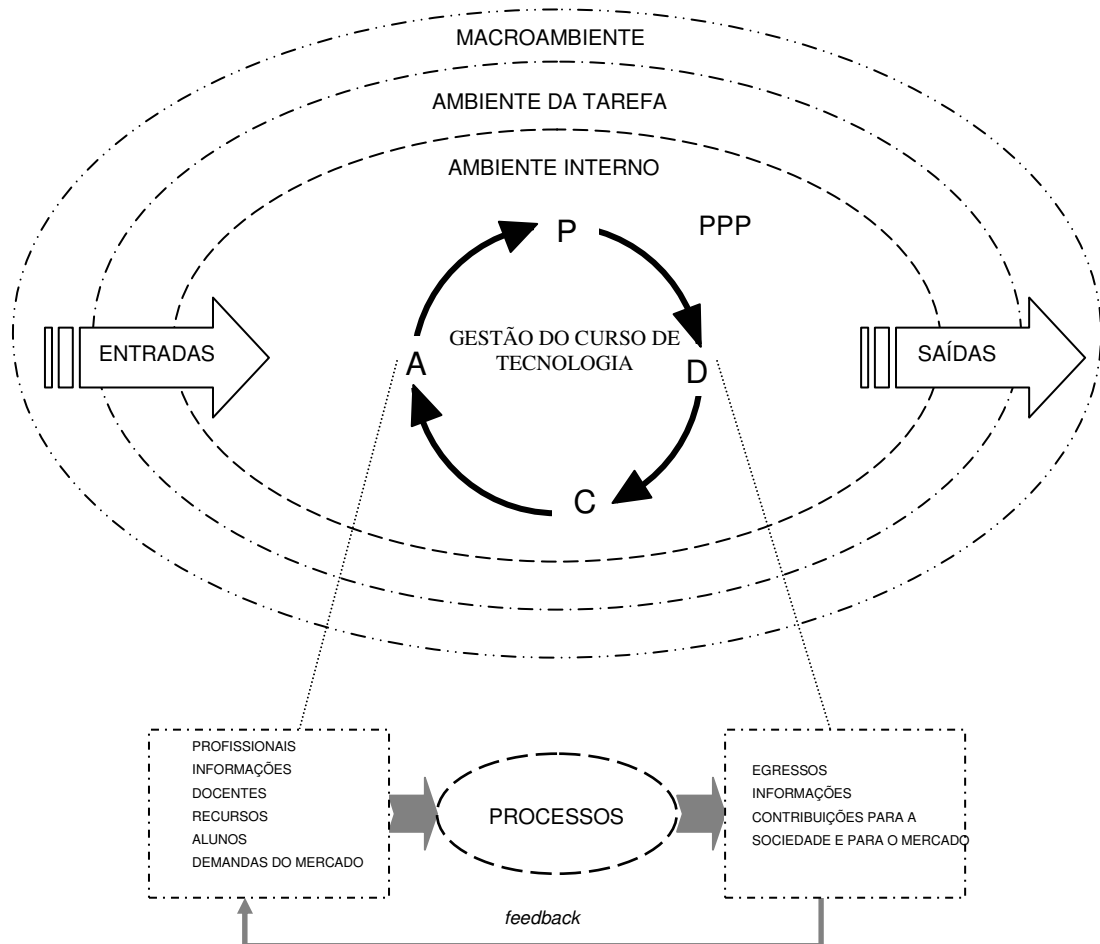 MACROAMBIENTE
AMBIENTE DA TAREFA
AMBIENTE INTERNO
P
PPP
ENTRADAS
A
GESTÃO DO CURSO DE
TECNOLOGIA
D
SAÍDAS
C
PROFISSIONAIS
INFORMAÇÕES
DOCENTES
RECURSOS
ALUNOS
DEMANDAS DO MERCADO
PROCESSOS
EGRESSOS
INFORMAÇÕES
CONTRIBUIÇÕES PARA A
SOCIEDADE E PARA O MERCADO
feedback